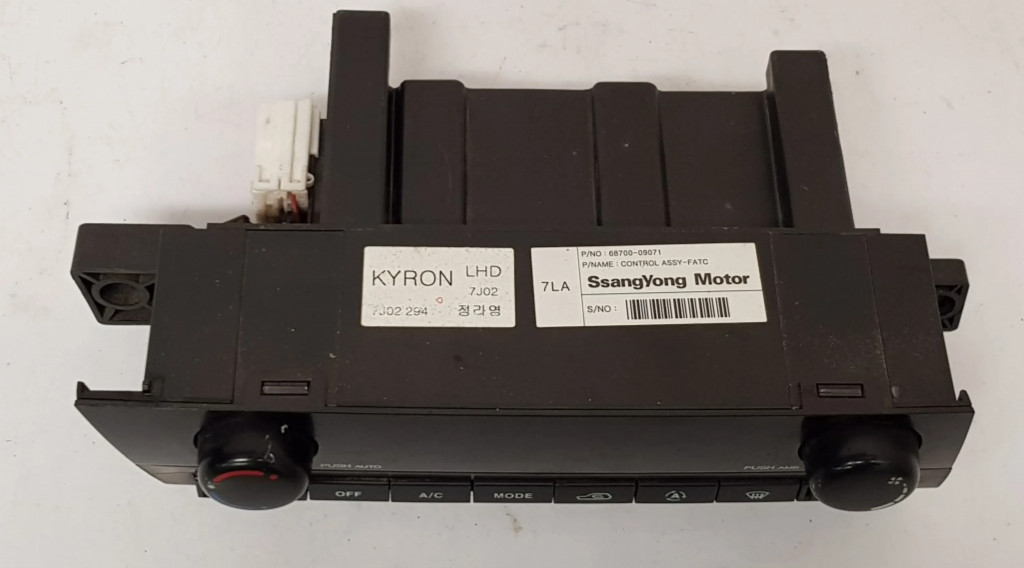 KYRON LHD
7J02
7J02 294 정라영
7LA
P/NO : 68700-09071
P/NAME : CONTROL ASSY-FATC
SsangYong Motor
S/NO :
PUSH AUTO
PUSH AMB
OFF
A/C
MODE